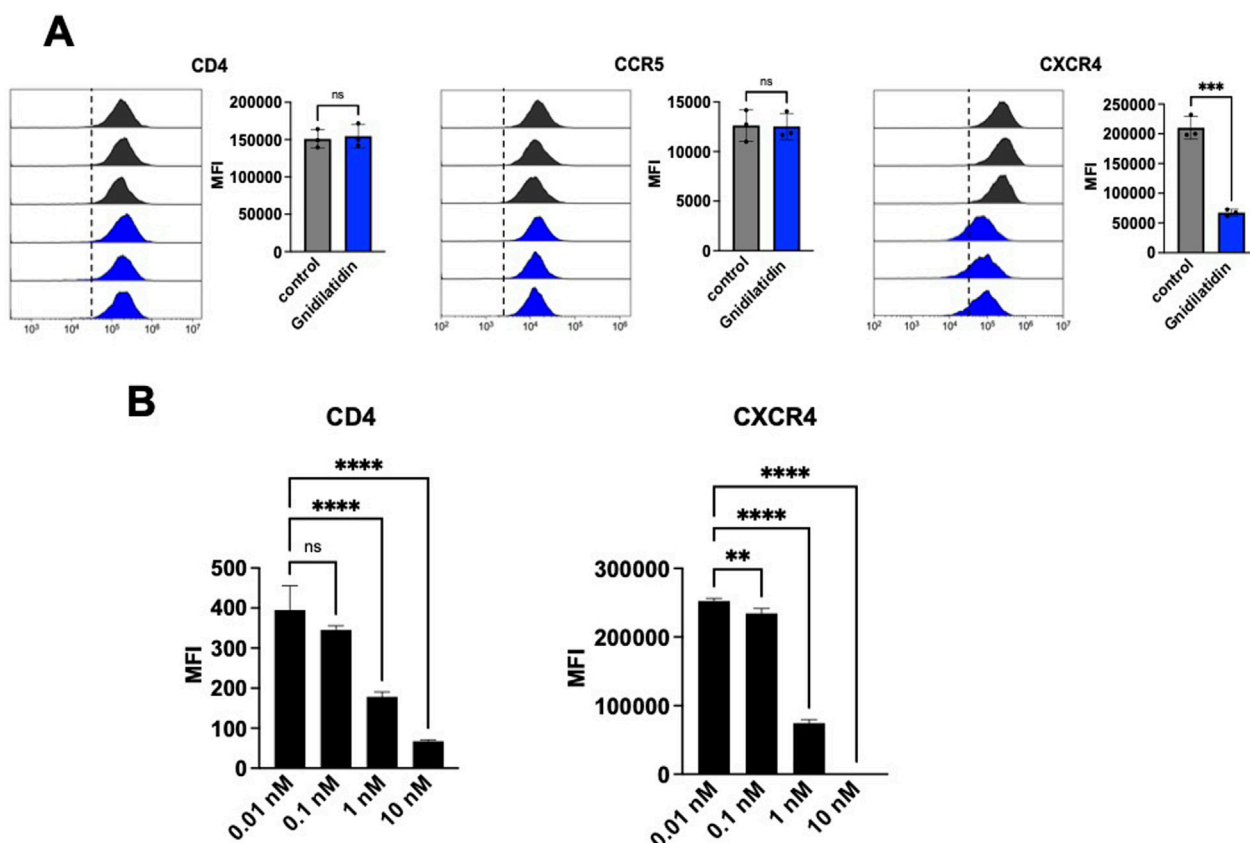 A
CD4
200000
150000
100000
50000
0
MFI
ns
control
Gnidilatidin
10³ 10⁴ 10⁵ 10⁶ 10⁷
CCR5
15000
10000
5000
0
MFI
ns
control
Gnidilatidin
10² 10³ 10⁴ 10⁵ 10⁶
CXCR4
250000
200000
150000
100000
50000
0
MFI
***
control
Gnidilatidin
10² 10³ 10⁴ 10⁵ 10⁶ 10⁷
B
CD4
****
****
ns
500
400
300
200
100
0
MFI
0.01 nM
0.1 nM
1 nM
10 nM
CXCR4
****
****
**
300000
200000
100000
0
MFI
0.01 nM
0.1 nM
1 nM
10 nM